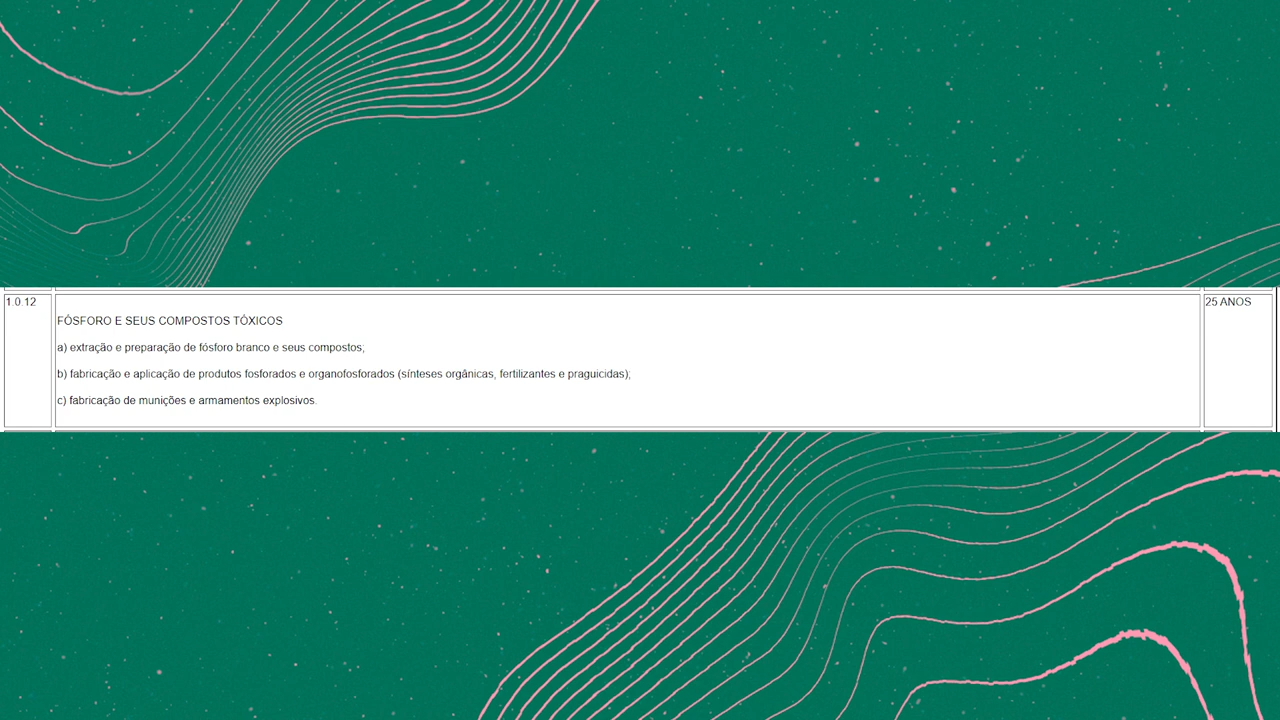 1.0.12
FÓSFORO E SEUS COMPOSTOS TÓXICOS
a) extração e preparação de fósforo branco e seus compostos;
b) fabricação e aplicação de produtos fosforados e organofosforados (sínteses orgânicas, fertilizantes e praguicidas);
c) fabricação de munições e armamentos explosivos.
25 ANOS